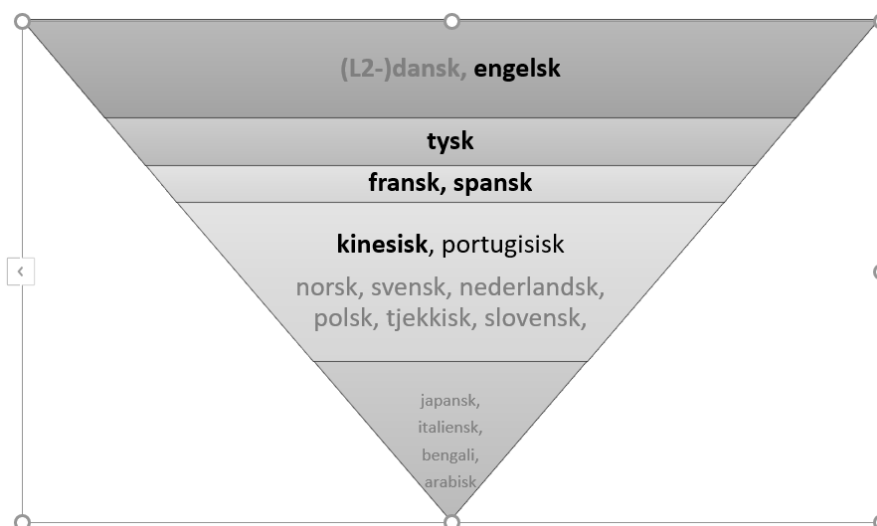 (L2-)dansk, engelsk
tysk
fransk, spansk
kinesisk, portugisisk
norsk, svensk, nederlandsk,
polsk, tjekkisk, slovensk,
japansk,
italiensk,
bengali,
arabisk